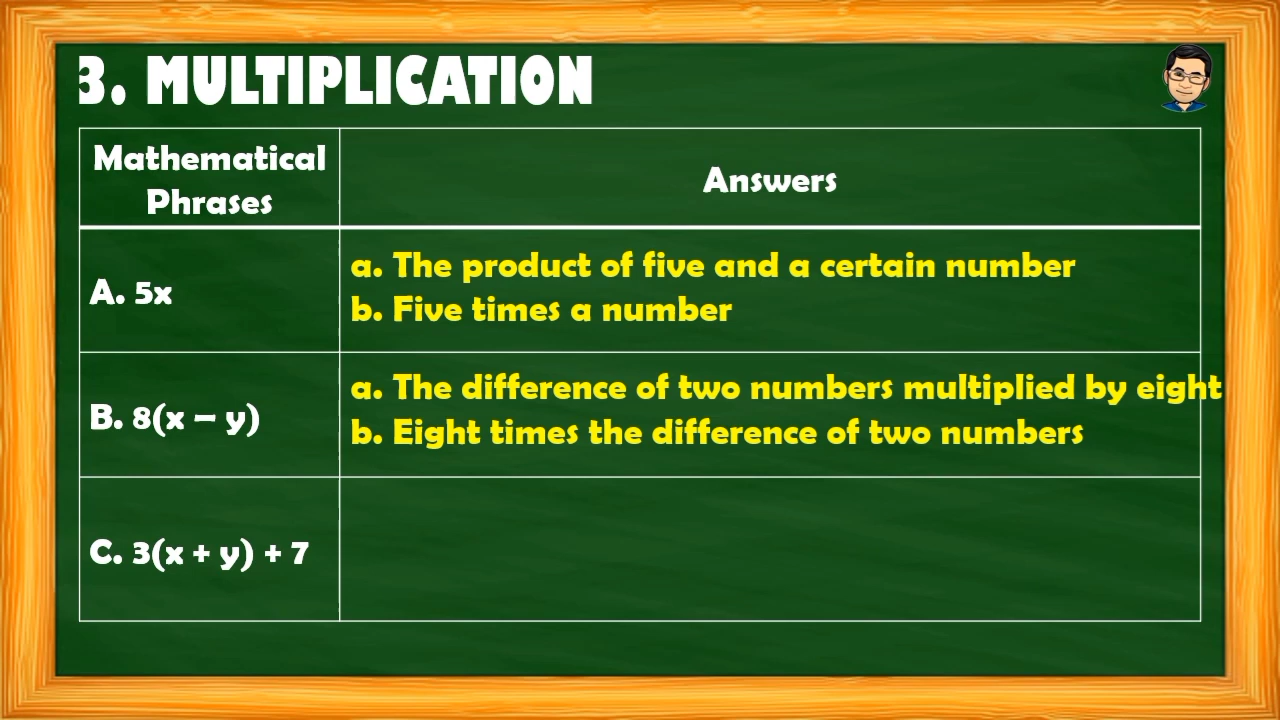 3. MULTIPLICATION
Mathematical
Phrases
Answers
A. 5x
a. The product of five and a certain number
b. Five times a number
B. 8(x – y)
a. The difference of two numbers multiplied by eight
b. Eight times the difference of two numbers
C. 3(x + y) + 7